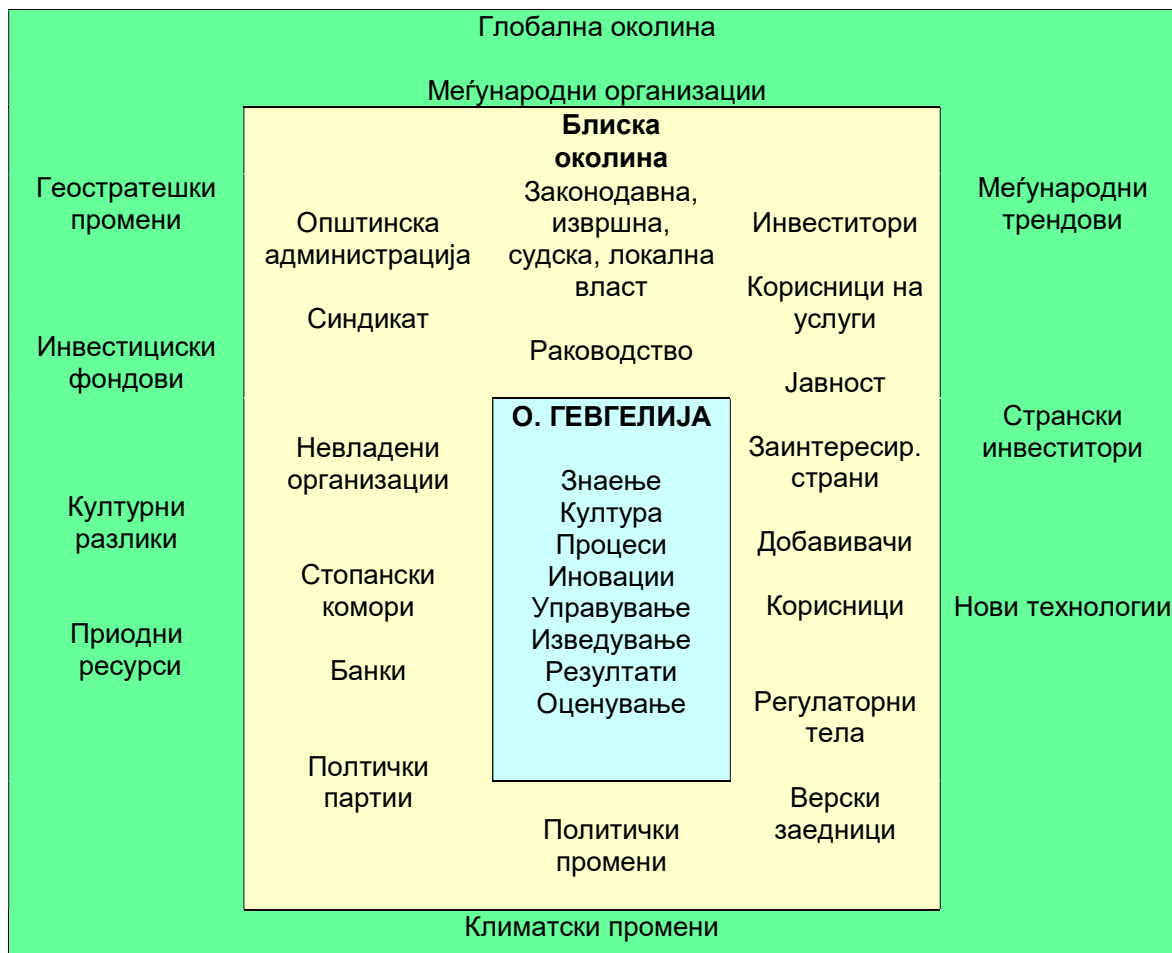 Глобална околина
Меѓународни организации
Геостратешки
промени
Инвестициски
фондови
Културни
разлики
Приодни
ресурси
Блиска
околина
Општинска
администрација
Синдикат
Невладени
организации
Стопански
комори
Банки
Полтички
партии
Законодавна,
извршна,
судска, локална
власт
Раководство
О. ГЕВГЕЛИЈА
Знаење
Култура
Процеси
Иновации
Управување
Изведување
Резултати
Оценување
Политички
промени
Инвеститори
Корисници на
услуги
Јавност
Заинтересир.
страни
Добавивачи
Корисници
Регулаторни
тела
Верски
заедници
Меѓународни
трендови
Странски
инвеститори
Нови технологии
Климатски промени